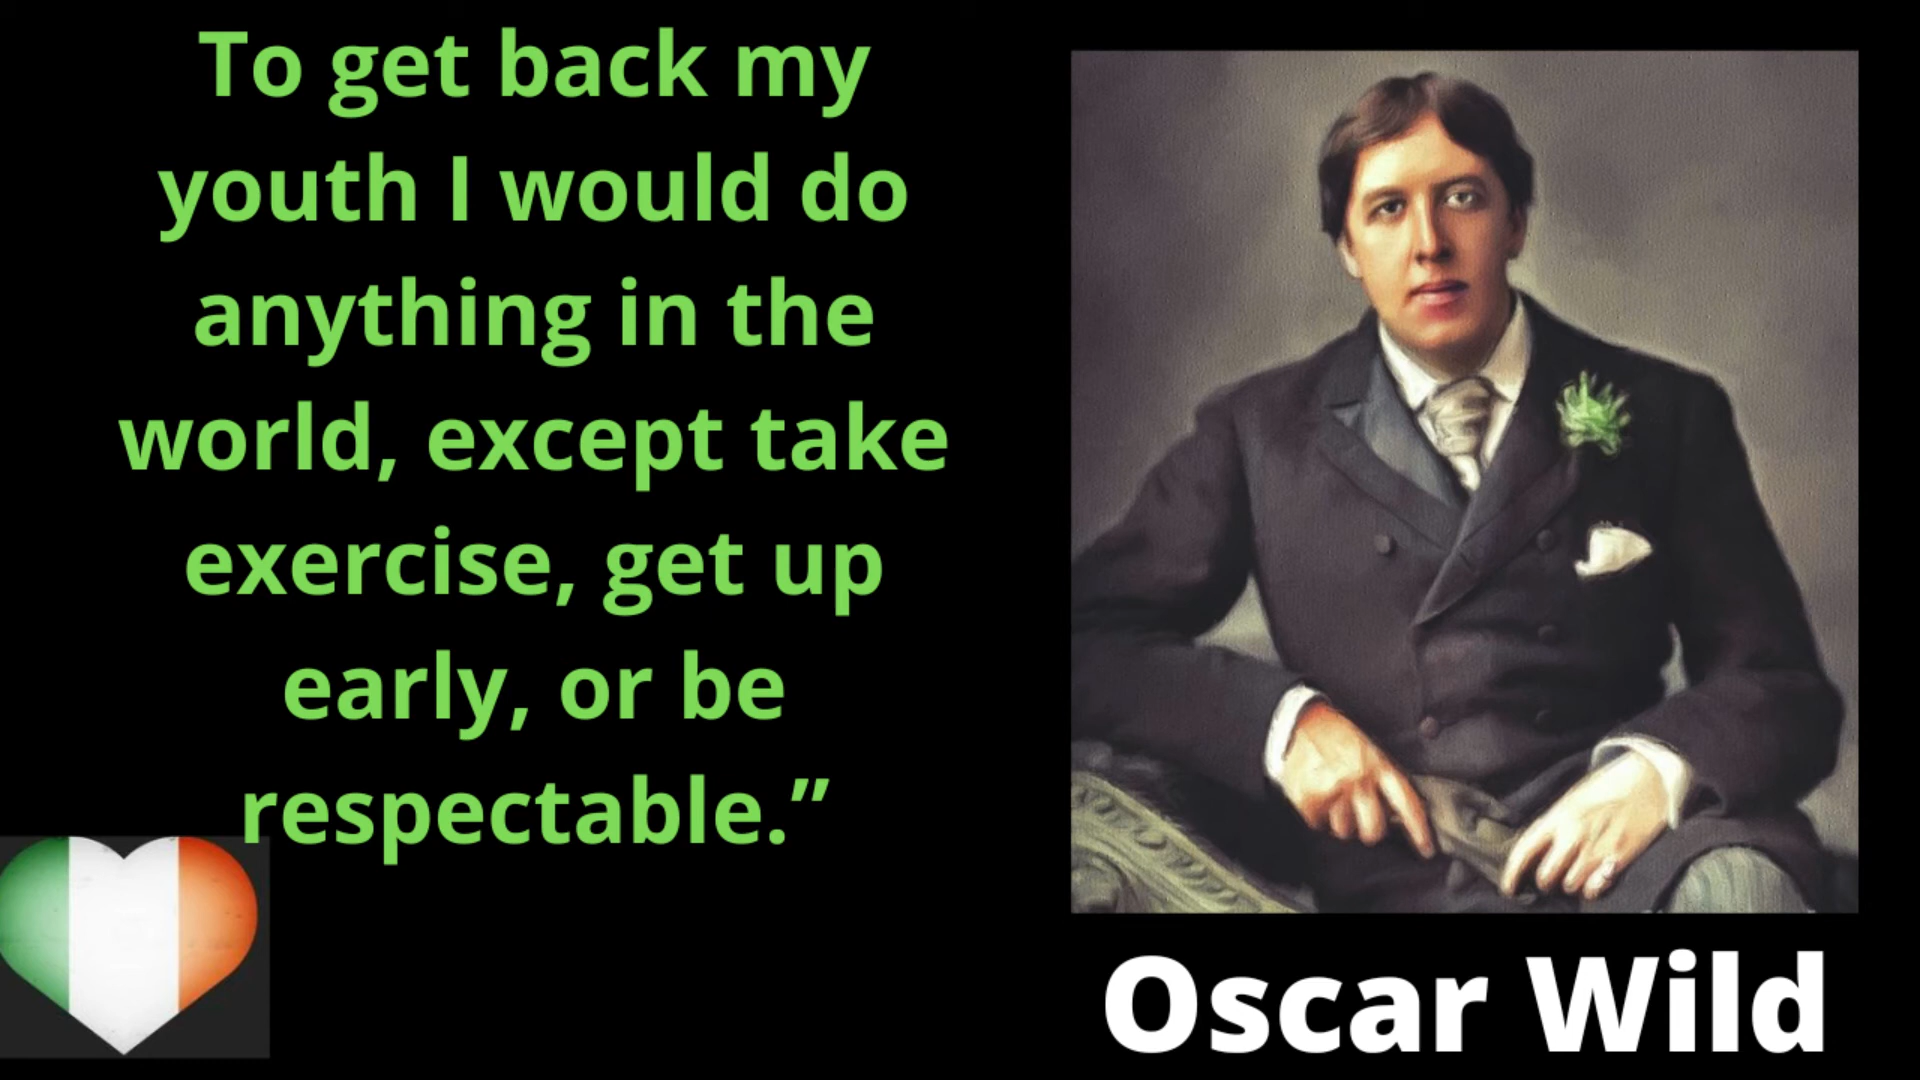 To get back my
youth I would do
anything in the
world, except take
exercise, get up
early, or be
respectable.”
Oscar Wild